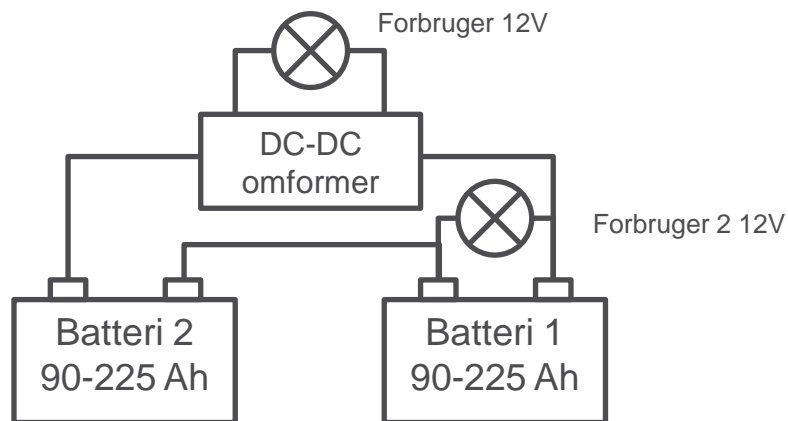 Forbruger 12V
DC-DC
omformer
Forbruger 2 12V
Batteri 2
90-225 Ah
Batteri 1
90-225 Ah